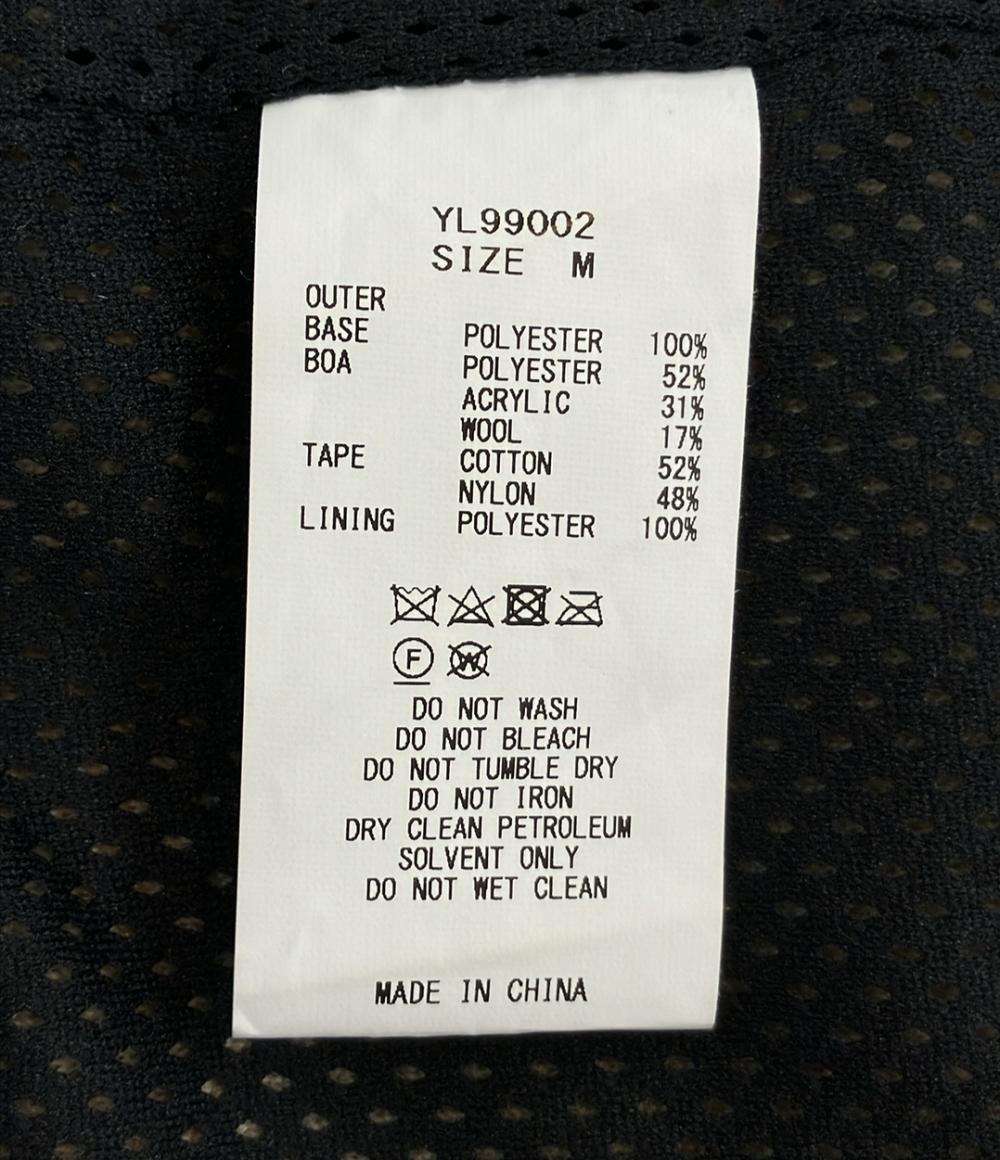 YL99002
SIZE M
OUTER
BASE POLYESTER 100%
BOA POLYESTER 52%
ACRYLIC 31%
WOOL 17%
TAPE COTTON 52%
NYLON 48%
LINING POLYESTER 100%
F W
DO NOT WASH
DO NOT BLEACH
DO NOT TUMBLE DRY
DO NOT IRON
DRY CLEAN PETROLEUM
SOLVENT ONLY
DO NOT WET CLEAN
MADE IN CHINA